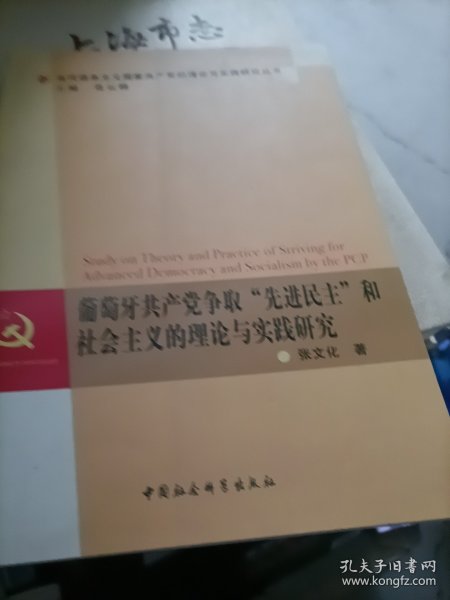 上海市志
Study on Theory and Practice of Striving for
Advanced Democracy and Socialism by the PCP
葡萄牙共产党争取“先进民主”和
社会主义的理论与实践研究
张文化 著
中国社会科学出版社
孔夫子旧书网
www.kongfz.com